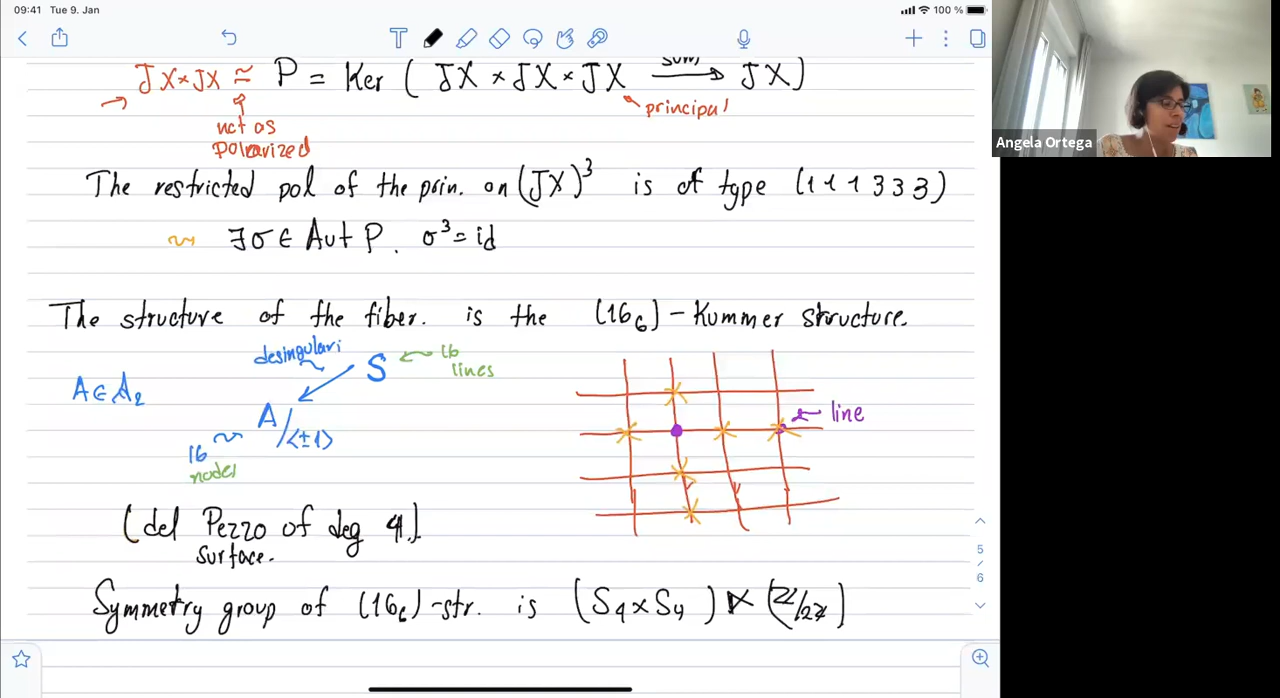 09:41 Tue 9. Jan
100 %
JX×JX ≅ P = Ker ( JX × JX × JX → JX )
sum
principal
not as
polarized
Angela Ortega
The restricted pol of the prin. on (JX)³ is of type (1 1 1 3 3 3)
∃σ ∈ Aut P. σ³ = id
The structure of the fiber. is the (16₆) - Kummer structure.
desingulari
S
16
lines
A ∈ A₂
A/⟨±1⟩
16
nodes
line
(del Pezzo of deg 4.)
surface.
5
/
6
Symmetry group of (16₆)-str. is (S₄ × S₄) ⋊ (ℤ/2ℤ)